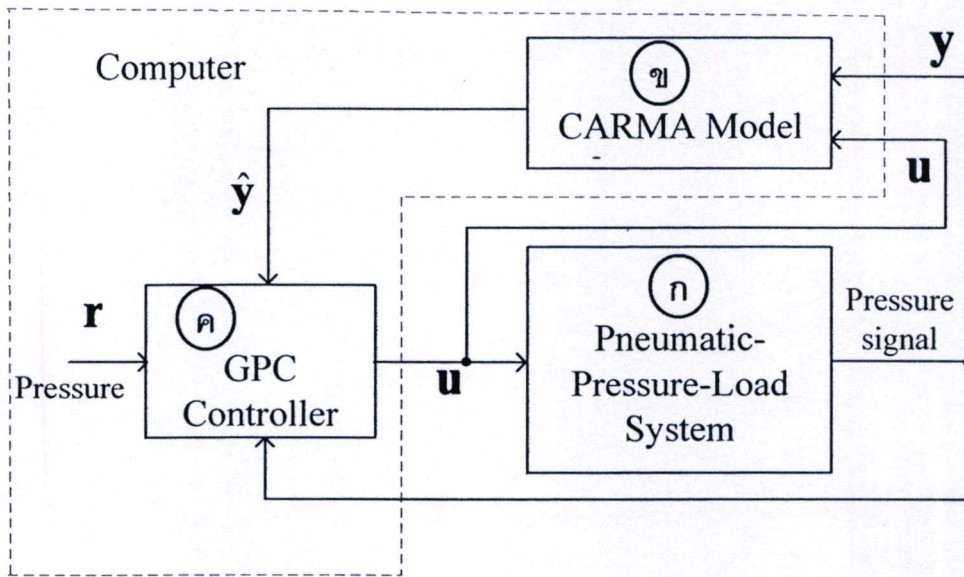 Computer
ข
CARMA Model
y
u
ŷ
r
Pressure
ค
GPC
Controller
u
ก
Pneumatic-
Pressure-Load
System
Pressure
signal